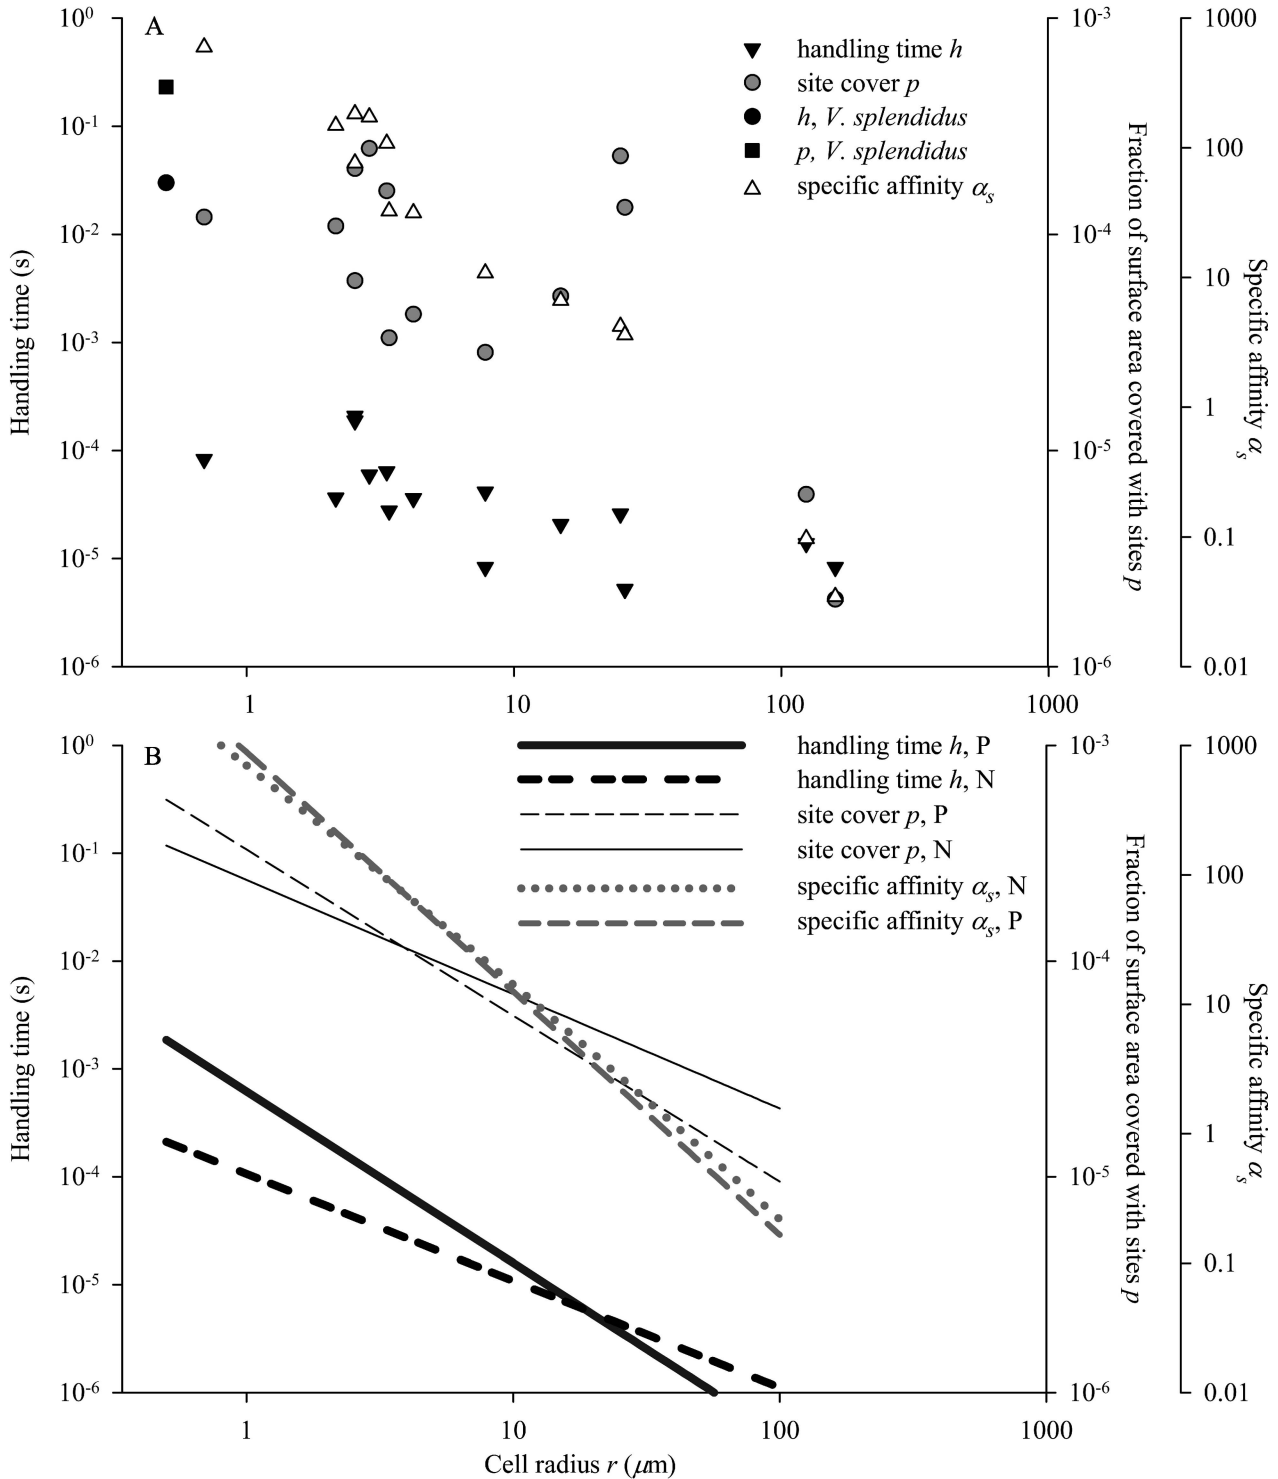 A
handling time h
site cover p
h, V. splendidus
p, V. splendidus
specific affinity αs
10⁰
10⁻¹
10⁻²
10⁻³
10⁻⁴
10⁻⁵
10⁻⁶
Handling time (s)
1
10
100
1000
10⁻³
10⁻⁴
10⁻⁵
10⁻⁶
Fraction of surface area covered with sites p
1000
100
10
1
0.1
0.01
Specific affinity αs
B
handling time h, P
handling time h, N
site cover p, P
site cover p, N
specific affinity αs, N
specific affinity αs, P
10⁰
10⁻¹
10⁻²
10⁻³
10⁻⁴
10⁻⁵
10⁻⁶
Handling time (s)
1
10
100
1000
Cell radius r (μm)
10⁻³
10⁻⁴
10⁻⁵
10⁻⁶
Fraction of surface area covered with sites p
1000
100
10
1
0.1
0.01
Specific affinity αs